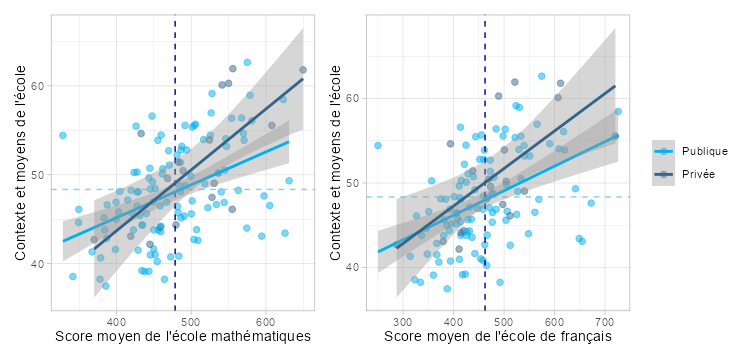 Contexte et moyens de l'école
60
50
40
400
500
600
Score moyen de l'école mathématiques
Contexte et moyens de l'école
60
50
40
300
400
500
600
700
Score moyen de l'école de français
Publique
Privée